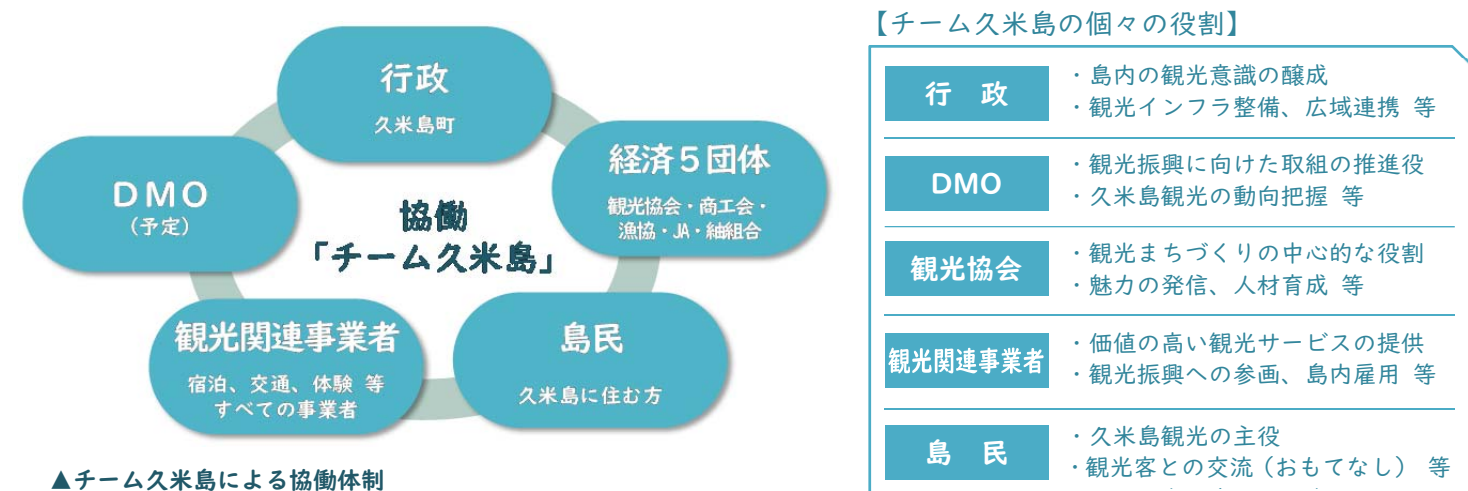 行政
久米島町
経済5団体
観光協会・商工会・
漁協・JA・紬組合
DMO
(予定)
協働
「チーム久米島」
観光関連事業者
宿泊、交通、体験 等
すべての事業者
島民
久米島に住む方
▲チーム久米島による協働体制
【チーム久米島の個々の役割】
行 政
・島内の観光意識の醸成
・観光インフラ整備、広域連携 等
DMO
・観光振興に向けた取組の推進役
・久米島観光の動向把握 等
観光協会
・観光まちづくりの中心的な役割
・魅力の発信、人材育成 等
観光関連事業者
・価値の高い観光サービスの提供
・観光振興への参画、島内雇用 等
島 民
・久米島観光の主役
・観光客との交流(おもてなし) 等